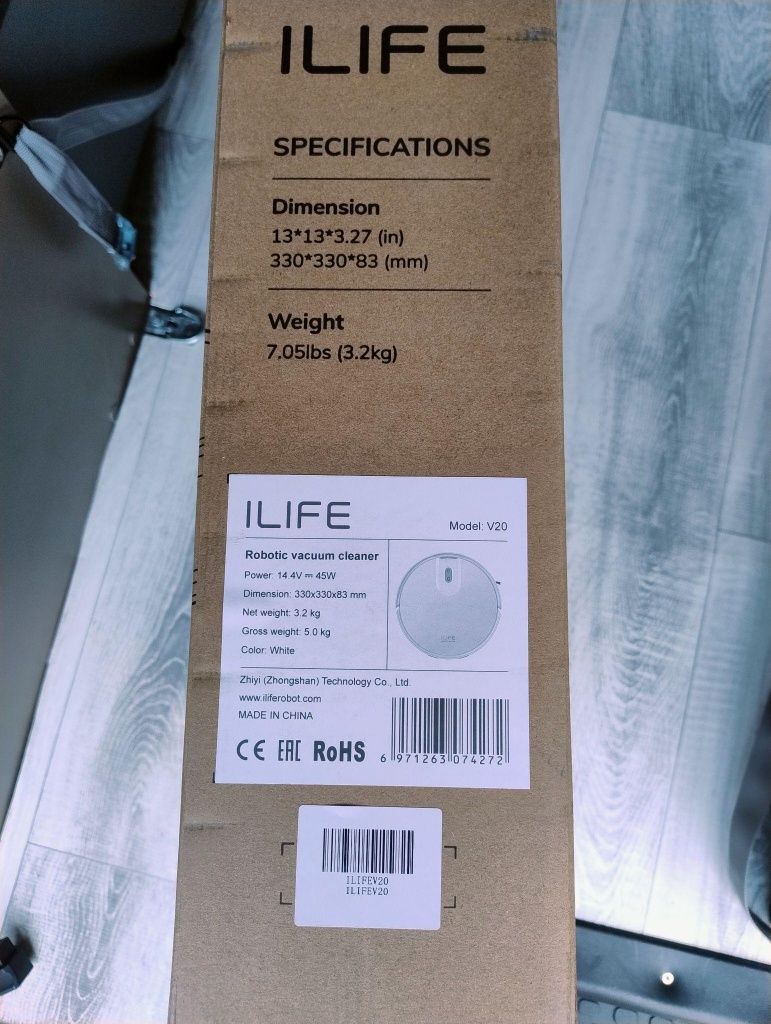 ILIFE
SPECIFICATIONS
Dimension
13*13*3.27 (in)
330*330*83 (mm)
Weight
7.05lbs (3.2kg)
ILIFE
Model: V20
Robotic vacuum cleaner
Power: 14.4V ⎓ 45W
Dimension: 330x330x83 mm
Net weight: 3.2 kg
Gross weight: 5.0 kg
Color: White
ILIFE
Zhiyi (Zhongshan) Technology Co., Ltd.
www.iliferobot.com
MADE IN CHINA
CE EAC RoHS
6 971263 074272
ILIFEV20
ILIFEV20